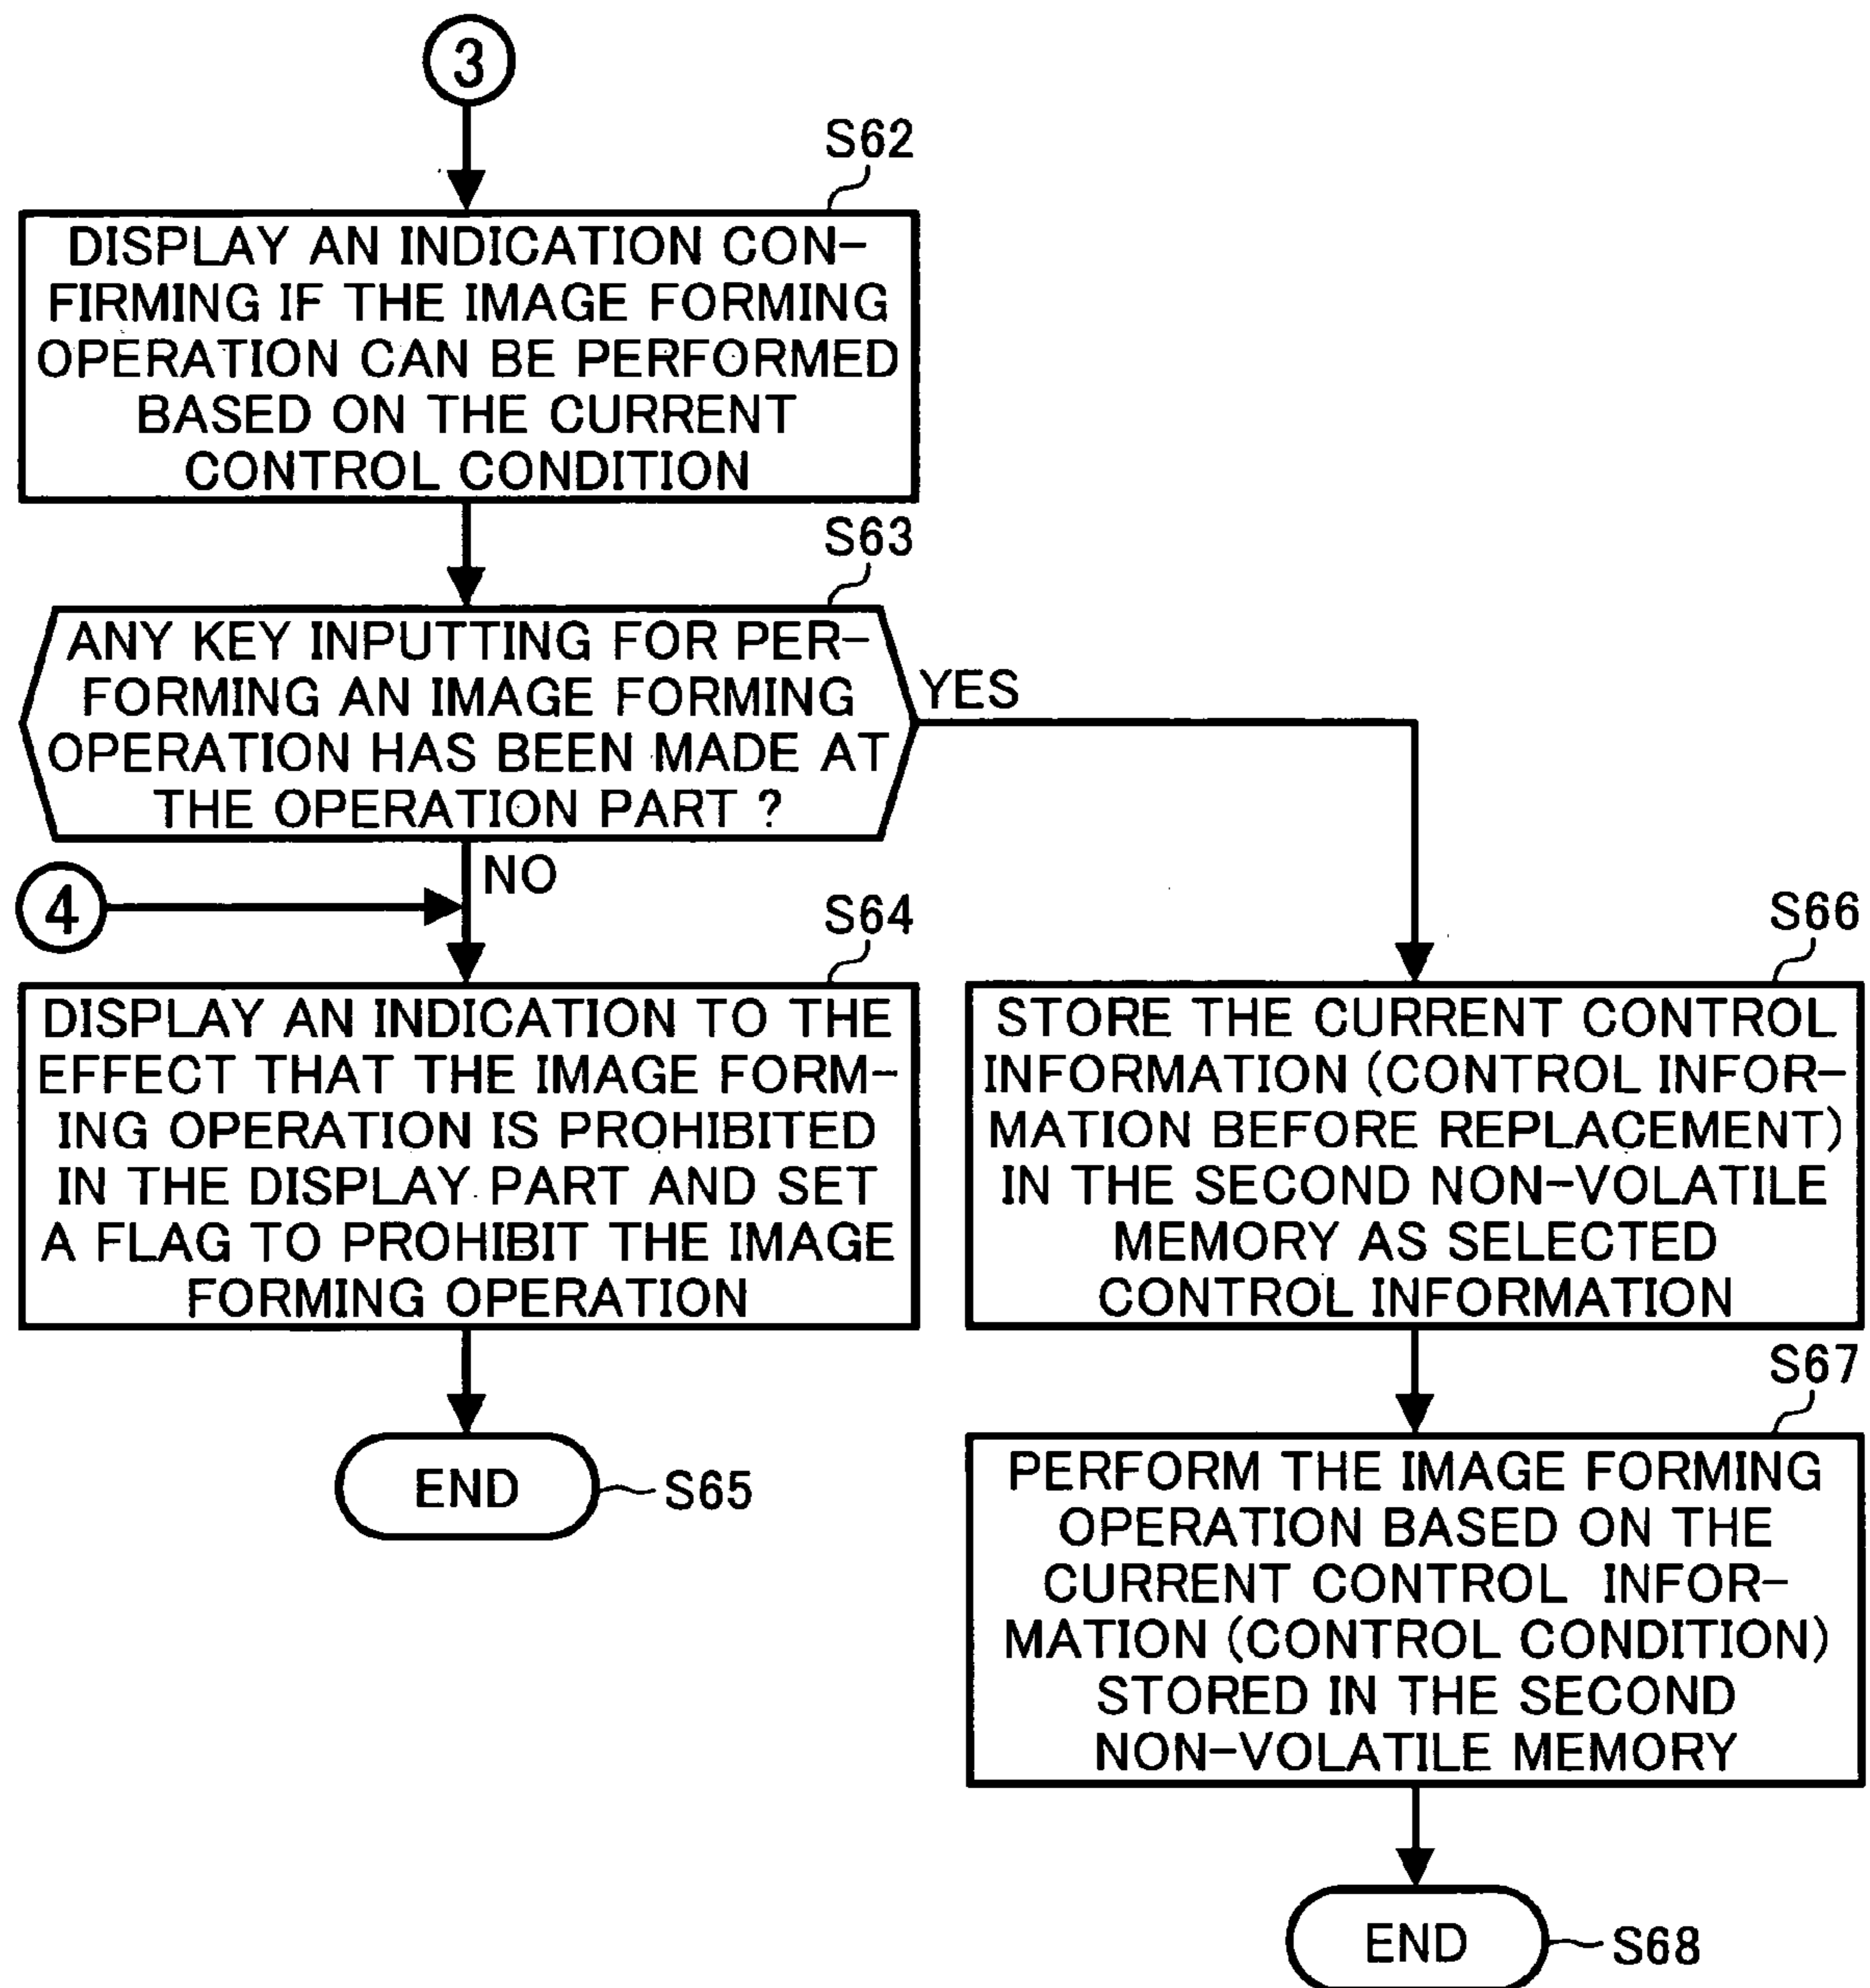 3
S62
DISPLAY AN INDICATION CON-
FIRMING IF THE IMAGE FORMING
OPERATION CAN BE PERFORMED
BASED ON THE CURRENT
CONTROL CONDITION
S63
ANY KEY INPUTTING FOR PER-
FORMING AN IMAGE FORMING
OPERATION HAS BEEN MADE AT
THE OPERATION PART ?
YES
NO
4
S64
DISPLAY AN INDICATION TO THE
EFFECT THAT THE IMAGE FORM-
ING OPERATION IS PROHIBITED
IN THE DISPLAY PART AND SET
A FLAG TO PROHIBIT THE IMAGE
FORMING OPERATION
END
S65
S66
STORE THE CURRENT CONTROL
INFORMATION (CONTROL INFOR-
MATION BEFORE REPLACEMENT)
IN THE SECOND NON-VOLATILE
MEMORY AS SELECTED
CONTROL INFORMATION
S67
PERFORM THE IMAGE FORMING
OPERATION BASED ON THE
CURRENT CONTROL INFOR-
MATION (CONTROL CONDITION)
STORED IN THE SECOND
NON-VOLATILE MEMORY
END
S68